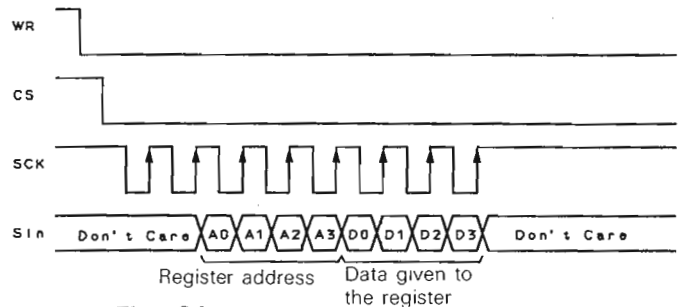 WR
CS
SCK
SIn Don't Care A0 A1 A2 A3 D0 D1 D2 D3 Don't Care
Register address Data given to
the register